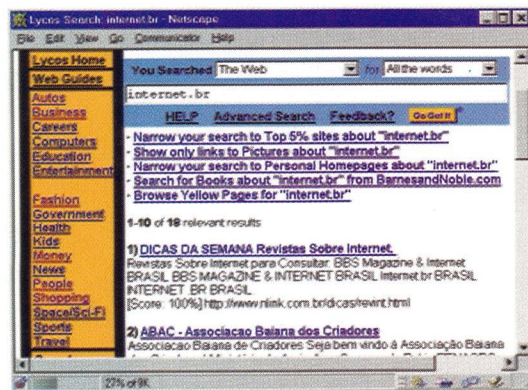 Lycos Search: internet.br - Netscape
File Edit View Go Communicator Help
Lycos Home
Web Guides
Autos
Business
Careers
Computers
Education
Entertainment
Fashion
Government
Health
Kids
Money
News
People
Shopping
Space/Sci-Fi
Sports
Travel
You Searched The Web for All the words
internet.br
HELP Advanced Search Feedback? Go Get It
- Narrow your search to Top 5% sites about "internet.br"
- Show only links to Pictures about "internet.br"
- Narrow your search to Personal Homepages about "internet.br"
- Search for Books about "internet.br" from BarnesandNoble.com
- Browse Yellow Pages for "internet.br"
1-10 of 18 relevant results
1) DICAS DA SEMANA Revistas Sobre Internet.
Revistas Sobre Internet para Consultar. BBS Magazine & Internet
BRASIL BBS MAGAZINE & INTERNET BRASIL Internet.br BRASIL
INTERNET .BR BRASIL
[Score: 100%] http://www.nlink.com.br/dicas/revint.html
2) ABAC - Associacao Baiana dos Criadores
Associacao Baiana de Criadores Seja bem vindo à Associação Baiana
27% of 9K